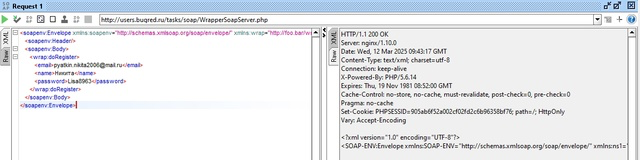 Request 1
http://users.bugred.ru/tasks/soap/WrapperSoapServer.php
XML
Raw
<soapenv:Envelope xmlns:soapenv="http://schemas.xmlsoap.org/soap/envelope/" xmlns:wrap="http://foo.bar/w
<soapenv:Header/>
<soapenv:Body>
<wrap:doRegister>
<email>pyatkin.nikita2006@mail.ru</email>
<name>Никита</name>
<password>Lisa8963</password>
</wrap:doRegister>
</soapenv:Body>
</soapenv:Envelope>
XML
Raw
HTTP/1.1 200 OK
Server: nginx/1.10.0
Date: Wed, 12 Mar 2025 09:43:17 GMT
Content-Type: text/xml; charset=utf-8
Connection: keep-alive
X-Powered-By: PHP/5.6.14
Expires: Thu, 19 Nov 1981 08:52:00 GMT
Cache-Control: no-store, no-cache, must-revalidate, post-check=0, pre-check=0
Pragma: no-cache
Set-Cookie: PHPSESSID=905ab6f52a002cf02fd2c6b96358bf76; path=/; HttpOnly
Vary: Accept-Encoding
<?xml version="1.0" encoding="UTF-8"?>
<SOAP-ENV:Envelope xmlns:SOAP-ENV="http://schemas.xmlsoap.org/soap/envelope/" xmlns:ns1="